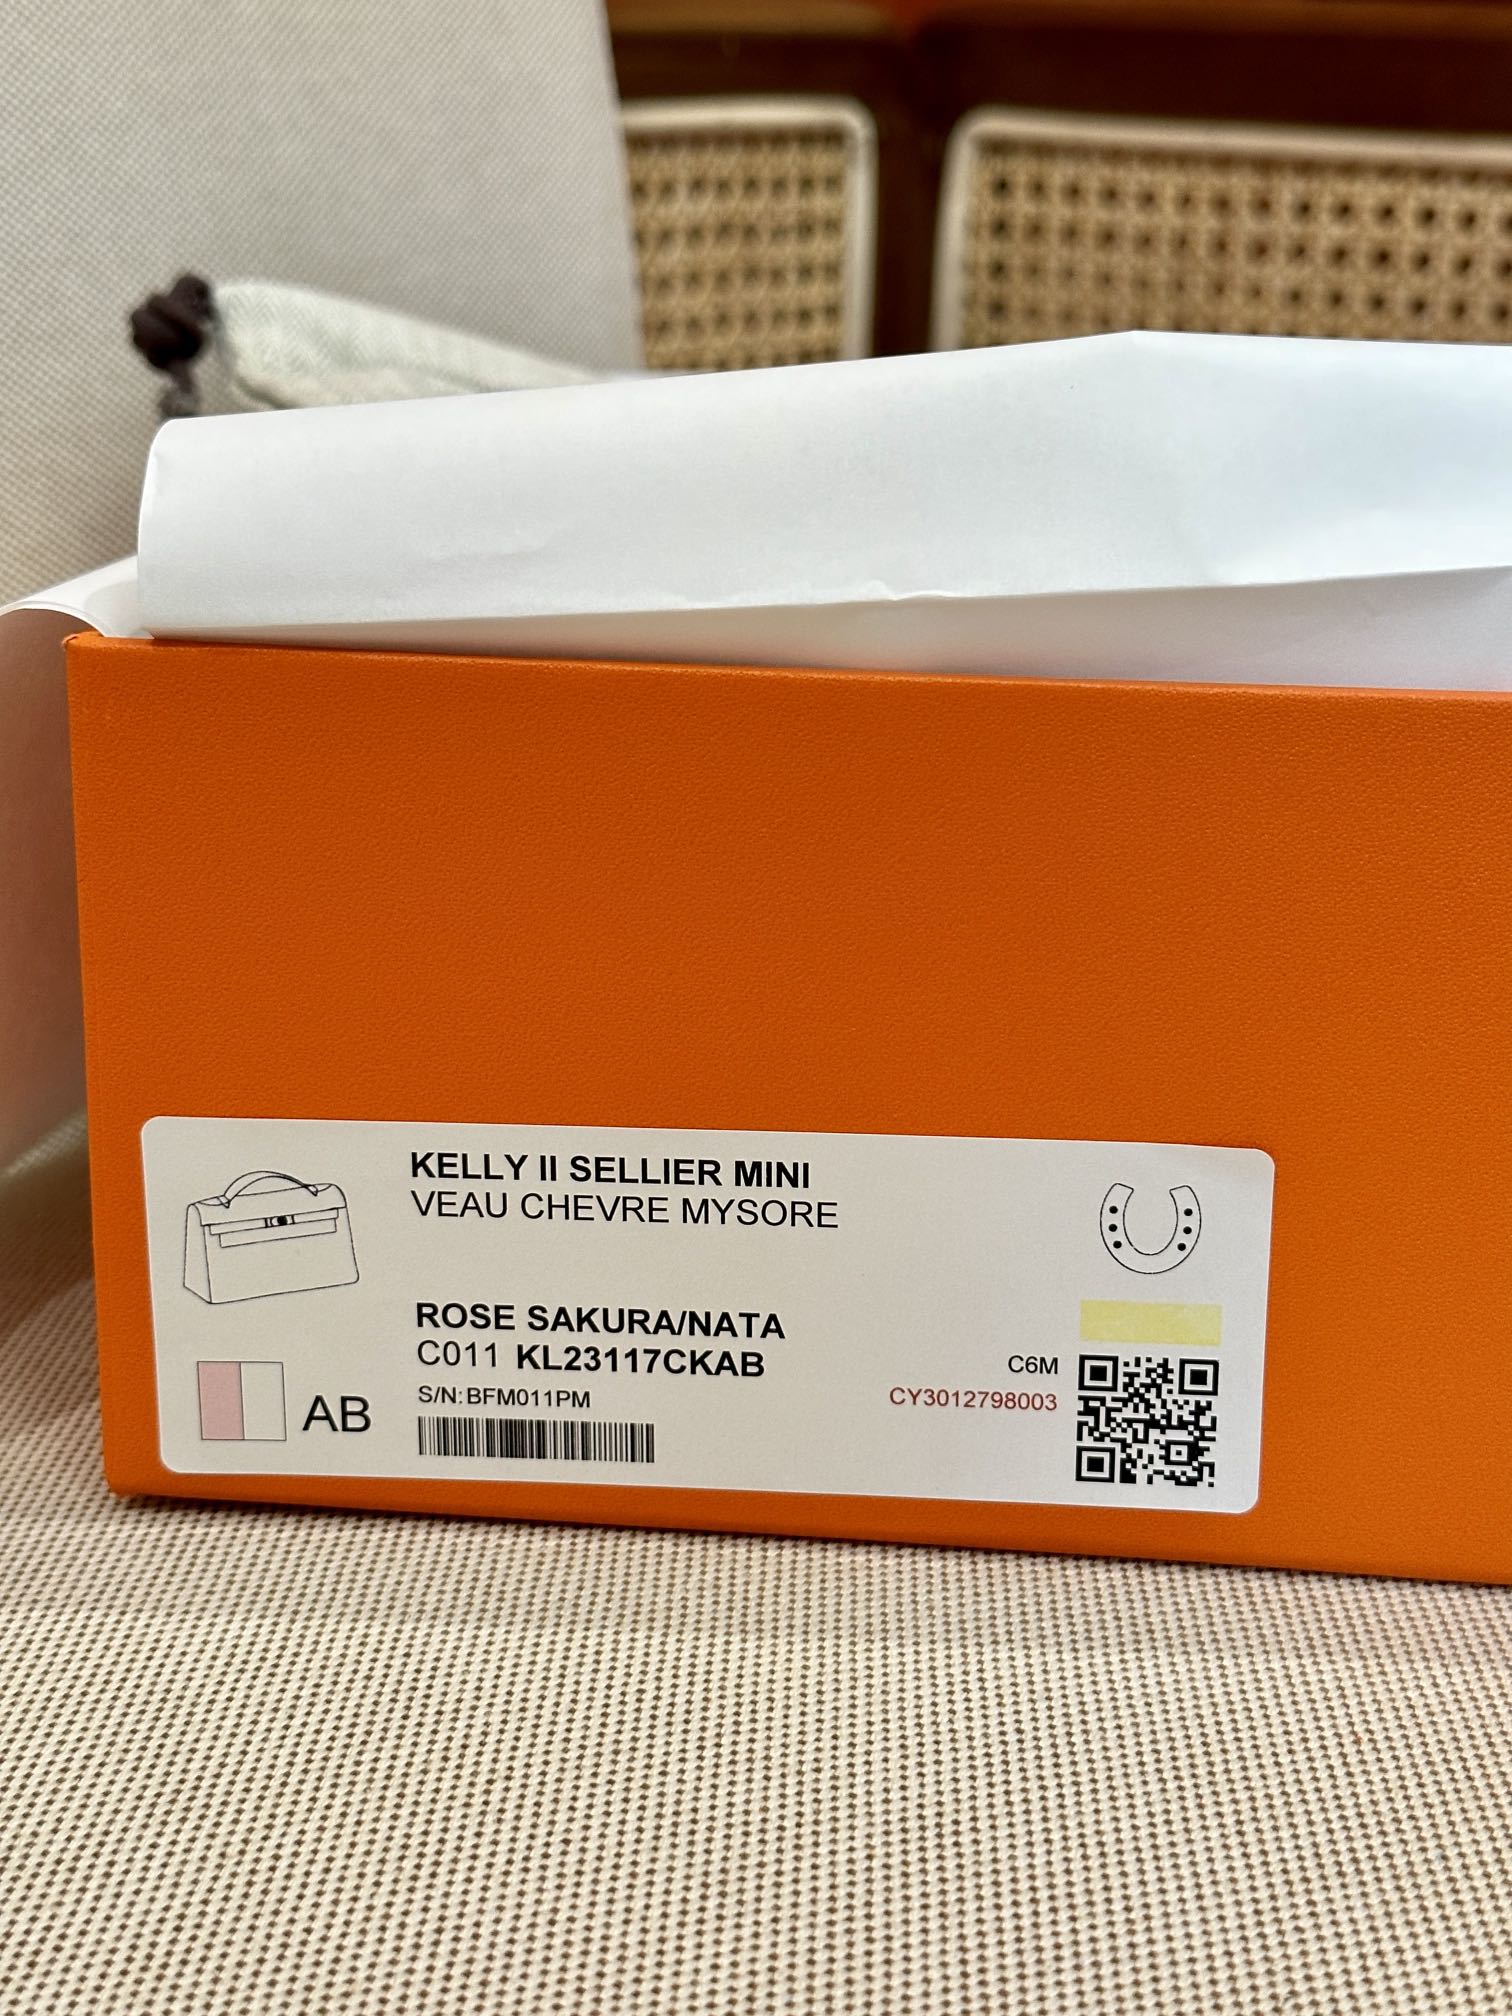 KELLY II SELLIER MINI
VEAU CHEVRE MYSORE
ROSE SAKURA/NATA
C011 KL23117CKAB
S/N:BFM011PM
AB
C6M
CY3012798003